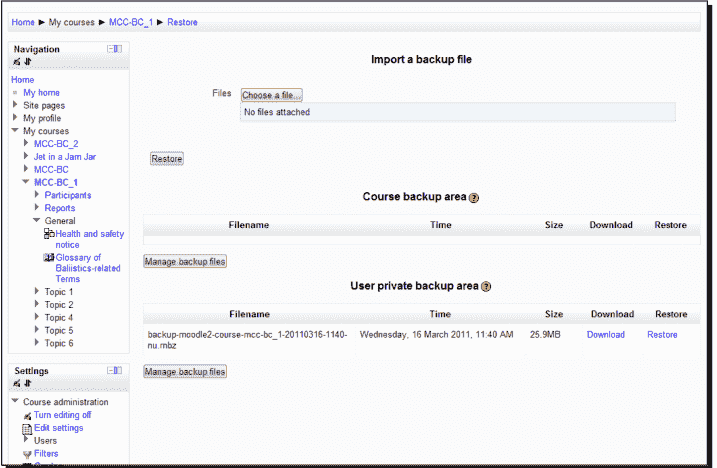 Home ► My courses ► MCC-BC_1 ► Restore
Navigation
Home
My home
Site pages
My profile
My courses
MCC-BC_2
Jet in a Jam Jar
MCC-BC
MCC-BC_1
Participants
Reports
General
Health and safety
notice
Glossary of
Baliistics-related
Terms
Topic 1
Topic 2
Topic 4
Topic 5
Topic 6
Settings
Course administration
Turn editing off
Edit settings
Users
Filters
Import a backup file
Files Choose a file...
No files attached
Restore
Course backup area
Filename Time Size Download Restore
Manage backup files
User private backup area
Filename Time Size Download Restore
backup-moodle2-course-mcc-bc_1-20110316-1140- Wednesday, 16 March 2011, 11:40 AM 25.9MB Download Restore
nu.mbz
Manage backup files